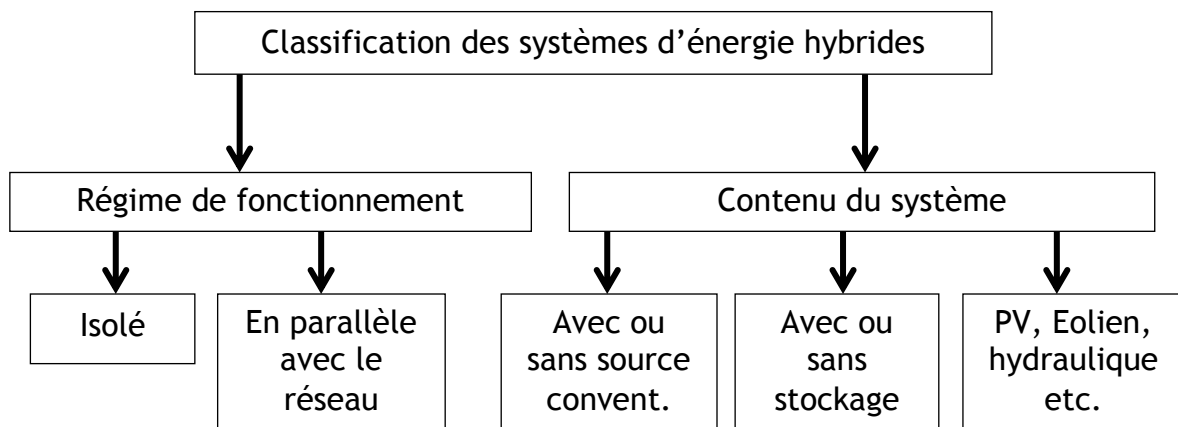 Classification des systèmes d’énergie hybrides
Régime de fonctionnement
Contenu du système
Isolé
En parallèle
avec le
réseau
Avec ou
sans source
convent.
Avec ou
sans
stockage
PV, Eolien,
hydraulique
etc.